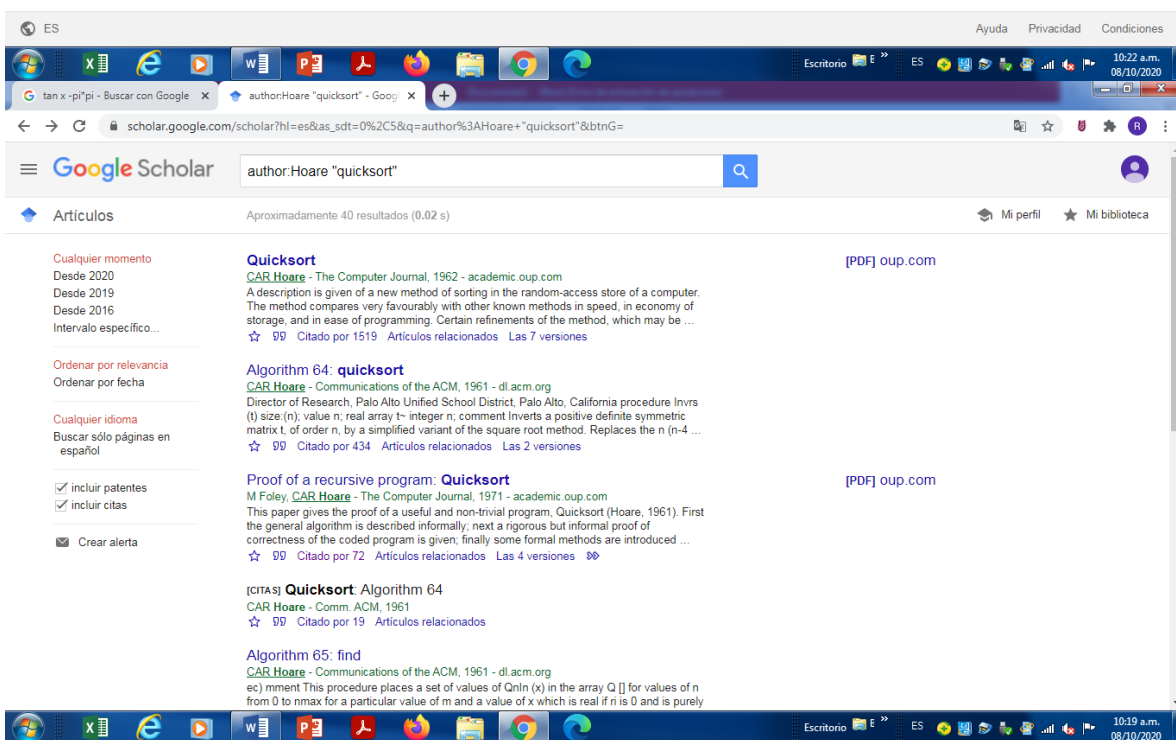 ES
Ayuda Privacidad Condiciones
Escritorio E » ES 10:22 a.m.
08/10/2020
tan x -pi*pi - Buscar con Google
author:Hoare "quicksort" - Goog
scholar.google.com/scholar?hl=es&as_sdt=0%2C5&q=author%3AHoare+"quicksort"&btnG=
R
Google Scholar
author:Hoare "quicksort"
Artículos
Aproximadamente 40 resultados (0.02 s)
Mi perfil
Mi biblioteca
Cualquier momento
Desde 2020
Desde 2019
Desde 2016
Intervalo específico...
Ordenar por relevancia
Ordenar por fecha
Cualquier idioma
Buscar sólo páginas en
español
incluir patentes
incluir citas
Crear alerta
Quicksort
CAR Hoare - The Computer Journal, 1962 - academic.oup.com
A description is given of a new method of sorting in the random-access store of a computer.
The method compares very favourably with other known methods in speed, in economy of
storage, and in ease of programming. Certain refinements of the method, which may be ...
Citado por 1519 Artículos relacionados Las 7 versiones
[PDF] oup.com
Algorithm 64: quicksort
CAR Hoare - Communications of the ACM, 1961 - dl.acm.org
Director of Research, Palo Alto Unified School District, Palo Alto, California procedure Invrs
(t) size:(n); value n; real array t~ integer n; comment Inverts a positive definite symmetric
matrix t, of order n, by a simplified variant of the square root method. Replaces the n (n-4 ...
Citado por 434 Artículos relacionados Las 2 versiones
Proof of a recursive program: Quicksort
M Foley, CAR Hoare - The Computer Journal, 1971 - academic.oup.com
This paper gives the proof of a useful and non-trivial program, Quicksort (Hoare, 1961). First
the general algorithm is described informally; next a rigorous but informal proof of
correctness of the coded program is given; finally some formal methods are introduced ...
Citado por 72 Artículos relacionados Las 4 versiones
[PDF] oup.com
[CITAS] Quicksort: Algorithm 64
CAR Hoare - Comm. ACM, 1961
Citado por 19 Artículos relacionados
Algorithm 65: find
CAR Hoare - Communications of the ACM, 1961 - dl.acm.org
ec) mment This procedure places a set of values of QnIn (x) in the array Q [] for values of n
from 0 to nmax for a particular value of m and a value of x which is real if ri is 0 and is purely
Escritorio E » ES 10:19 a.m.
08/10/2020